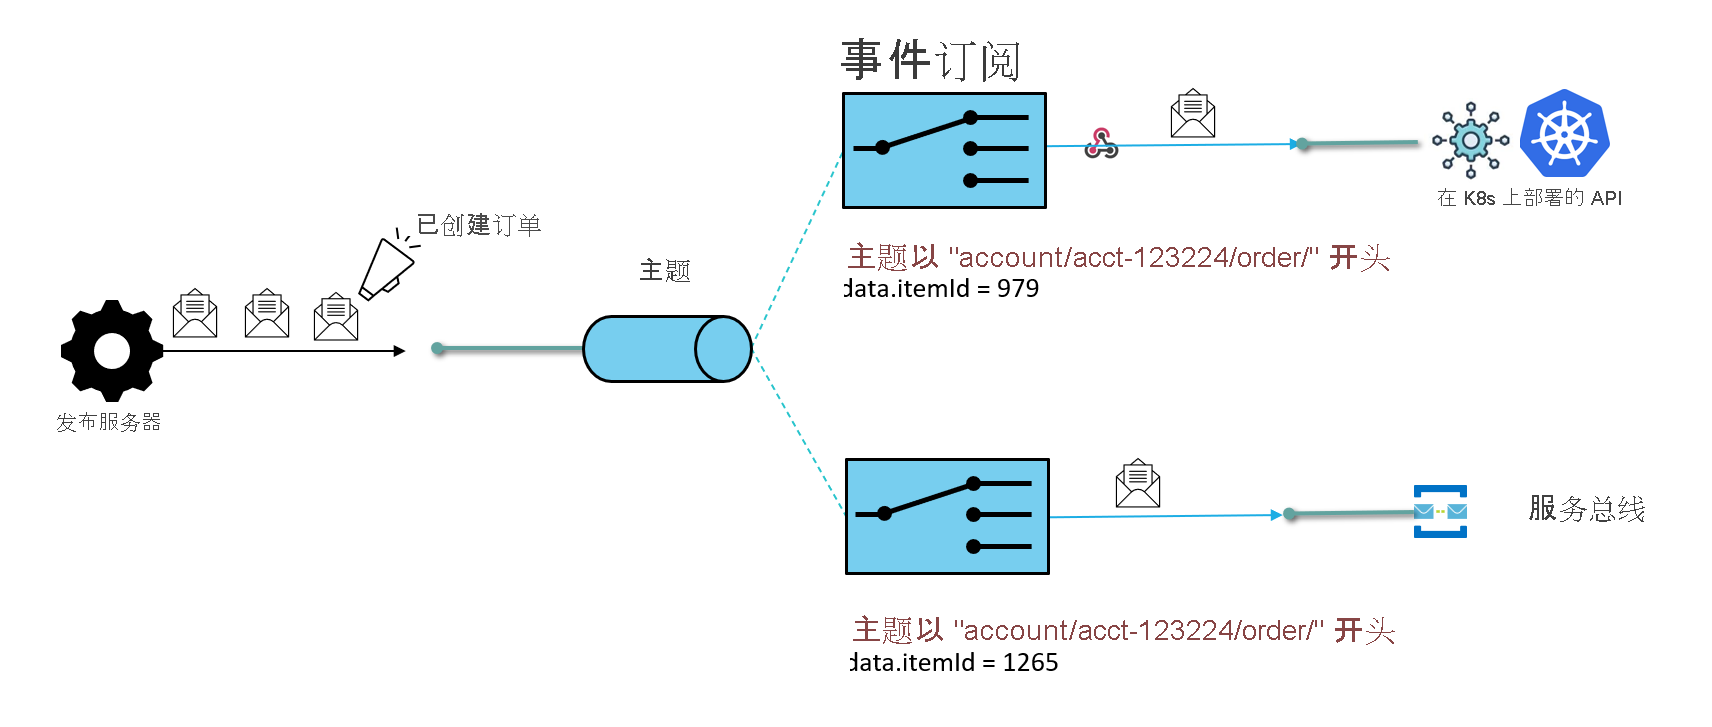 事件订阅
在 K8s 上部署的 API
已创建订单
主题以 "account/acct-123224/order/" 开头
主题
data.itemId = 979
发布服务器
服务总线
主题以 "account/acct-123224/order/" 开头
data.itemId = 1265